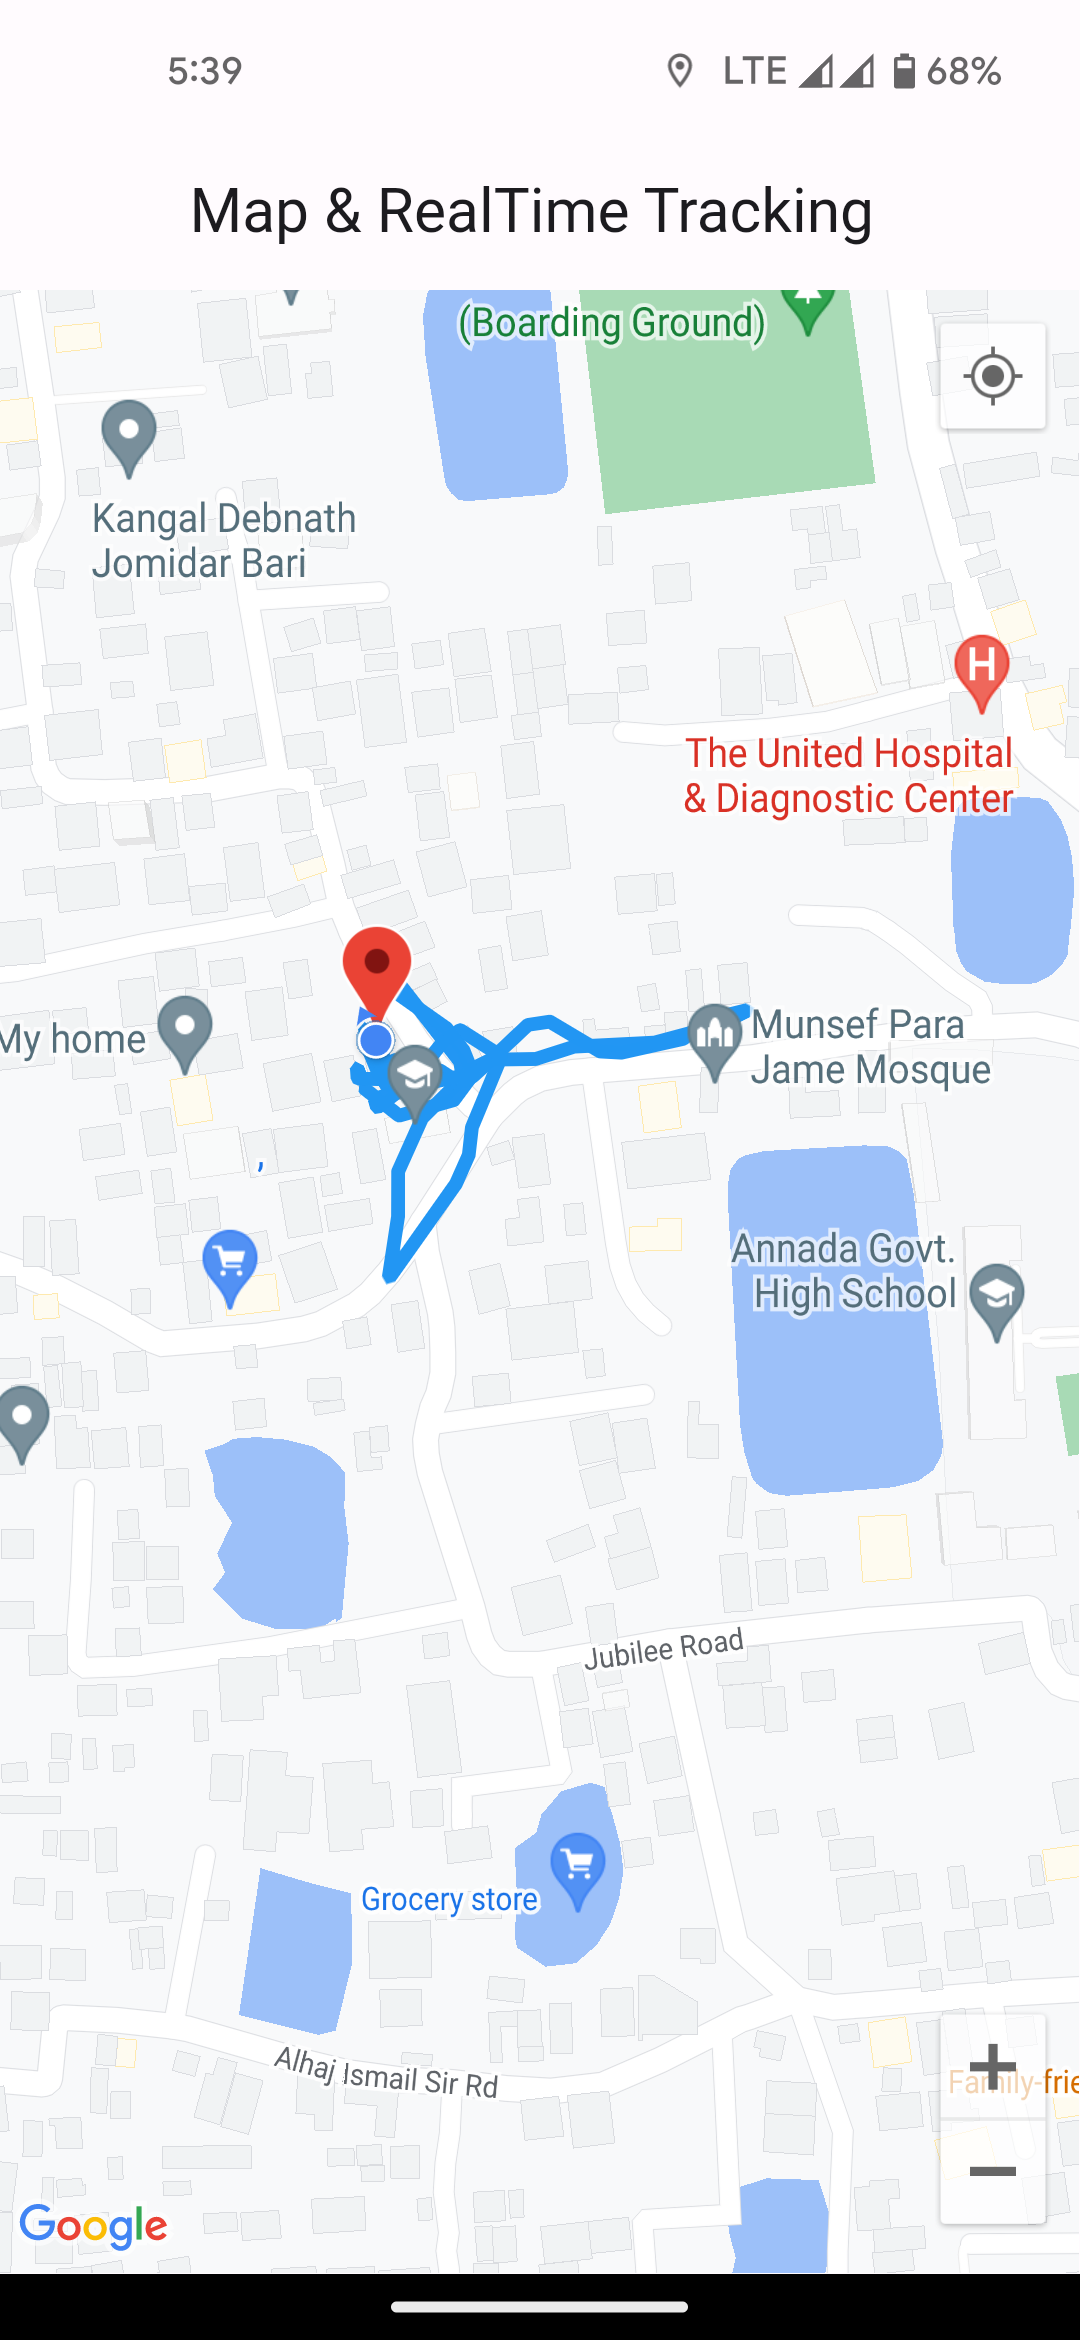 5:39
LTE
68%
Map & RealTime Tracking
(Boarding Ground)
Kangal Debnath
Jomidar Bari
H
The United Hospital
& Diagnostic Center
My home
Munsef Para
Jame Mosque
,
Annada Govt.
High School
Jubilee Road
Grocery store
Alhaj Ismail Sir Rd
Google